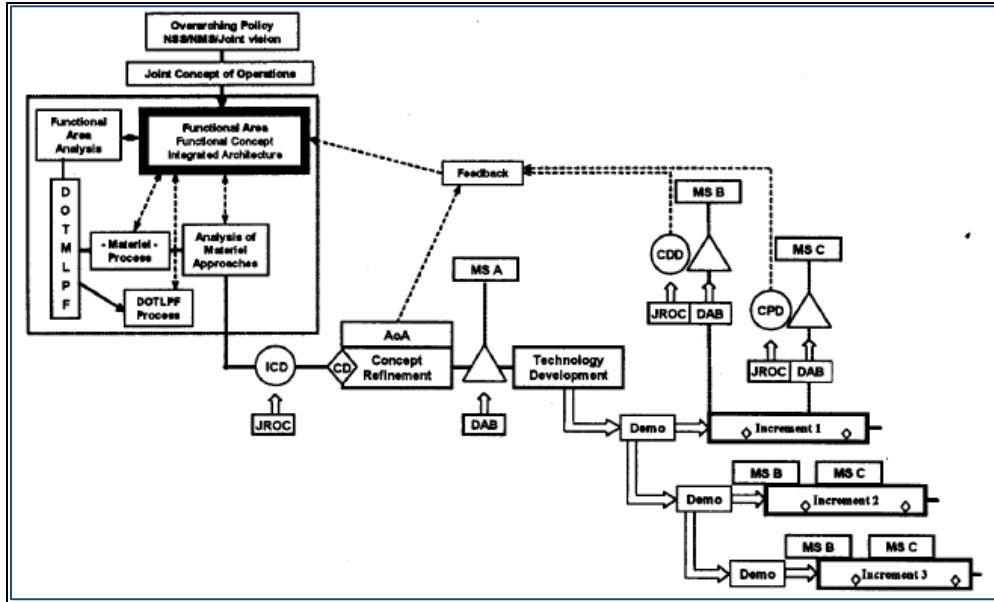 Overarching Policy
NSS/NMS/Joint vision
Joint Concept of Operations
Functional
Area
Analysis
Functional Area
Functional Concept
Integrated Architecture
Feedback
D
O
T
M
L
P
F
- Materiel -
Process
Analysis of
Materiel
Approaches
DOTLPF
Process
MS A
MS B
MS C
CDD
CPD
JROC
DAB
JROC
DAB
AoA
ICD
CD
Concept
Refinement
Technology
Development
JROC
DAB
Demo
Increment 1
MS B
MS C
Demo
Increment 2
MS B
MS C
Demo
Increment 3